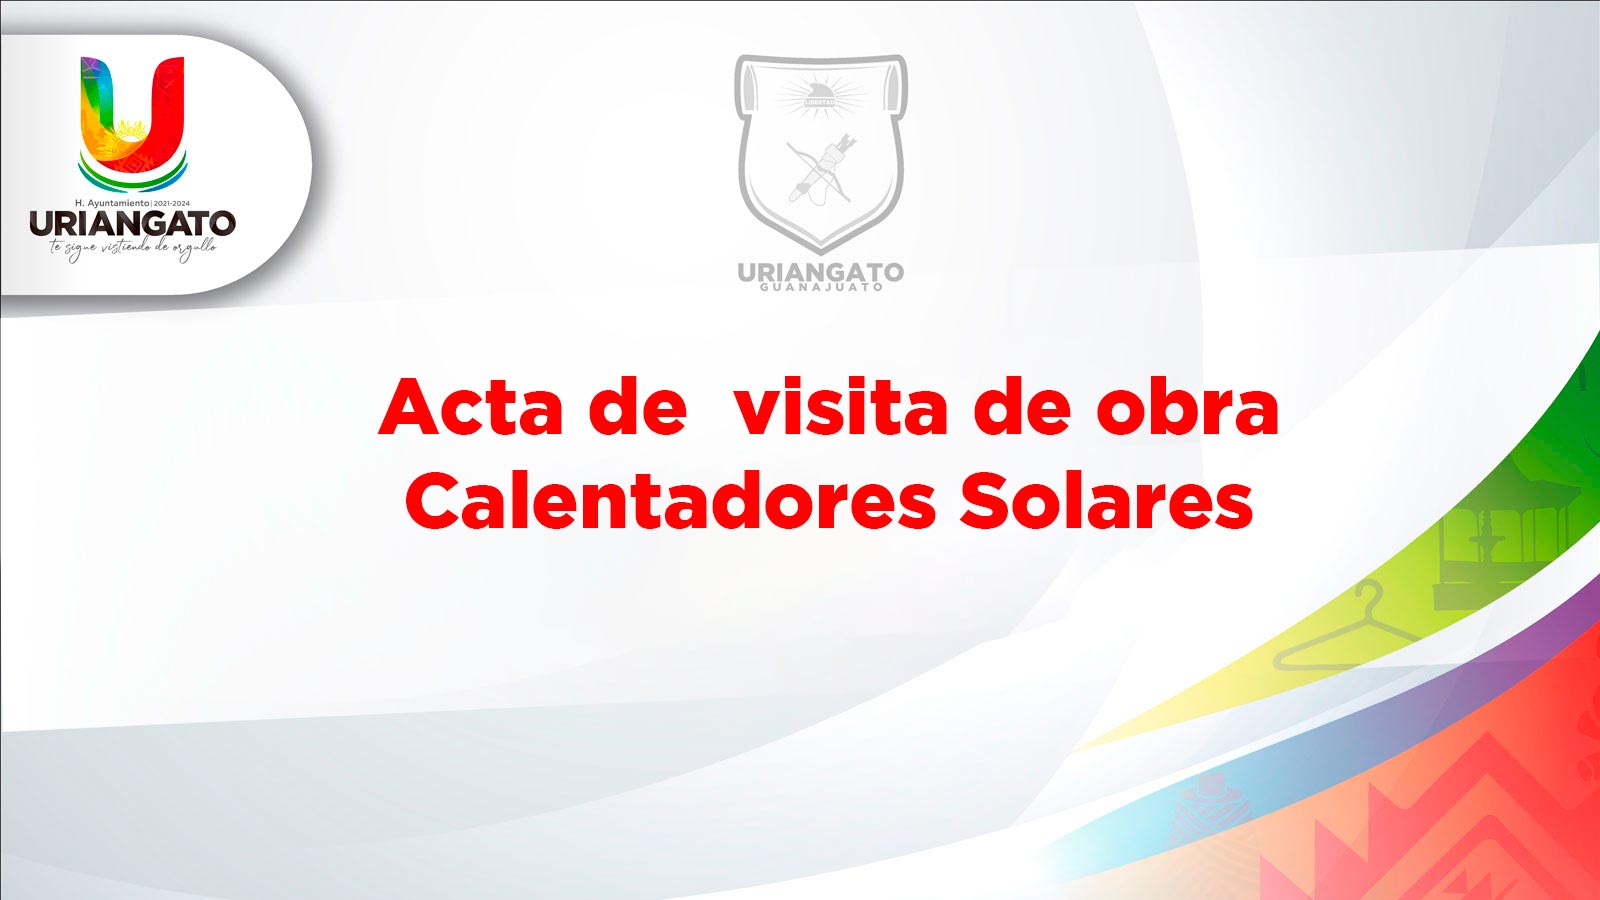 H. Ayuntamiento | 2021-2024
URIANGATO
te sigue vistiendo de orgullo
LIBERTAD
URIANGATO
GUANAJUATO
Acta de  visita de obra
Calentadores Solares